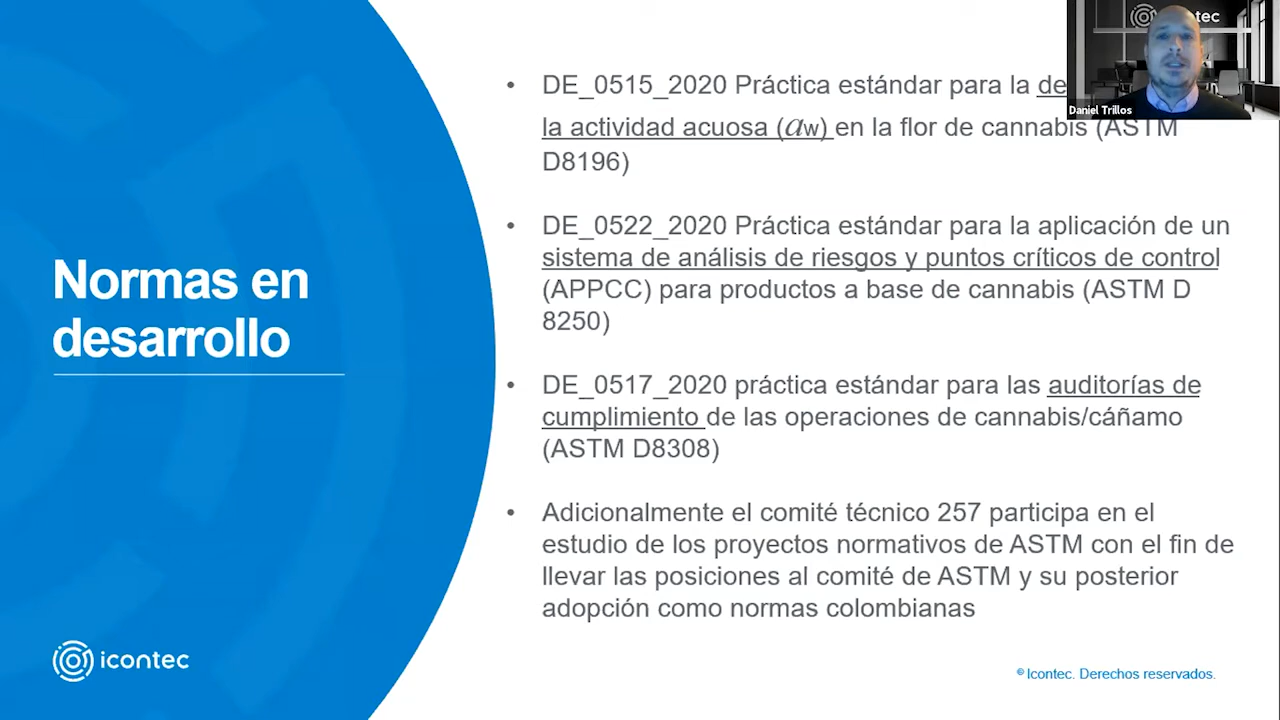 Normas en
desarrollo
icontec
• DE_0515_2020 Práctica estándar para la de
la actividad acuosa (aw) en la flor de cannabis (ASTM
D8196)
• DE_0522_2020 Práctica estándar para la aplicación de un
sistema de análisis de riesgos y puntos críticos de control
(APPCC) para productos a base de cannabis (ASTM D
8250)
• DE_0517_2020 práctica estándar para las auditorías de
cumplimiento de las operaciones de cannabis/cáñamo
(ASTM D8308)
• Adicionalmente el comité técnico 257 participa en el
estudio de los proyectos normativos de ASTM con el fin de
llevar las posiciones al comité de ASTM y su posterior
adopción como normas colombianas
© Icontec. Derechos reservados.
Daniel Trillos